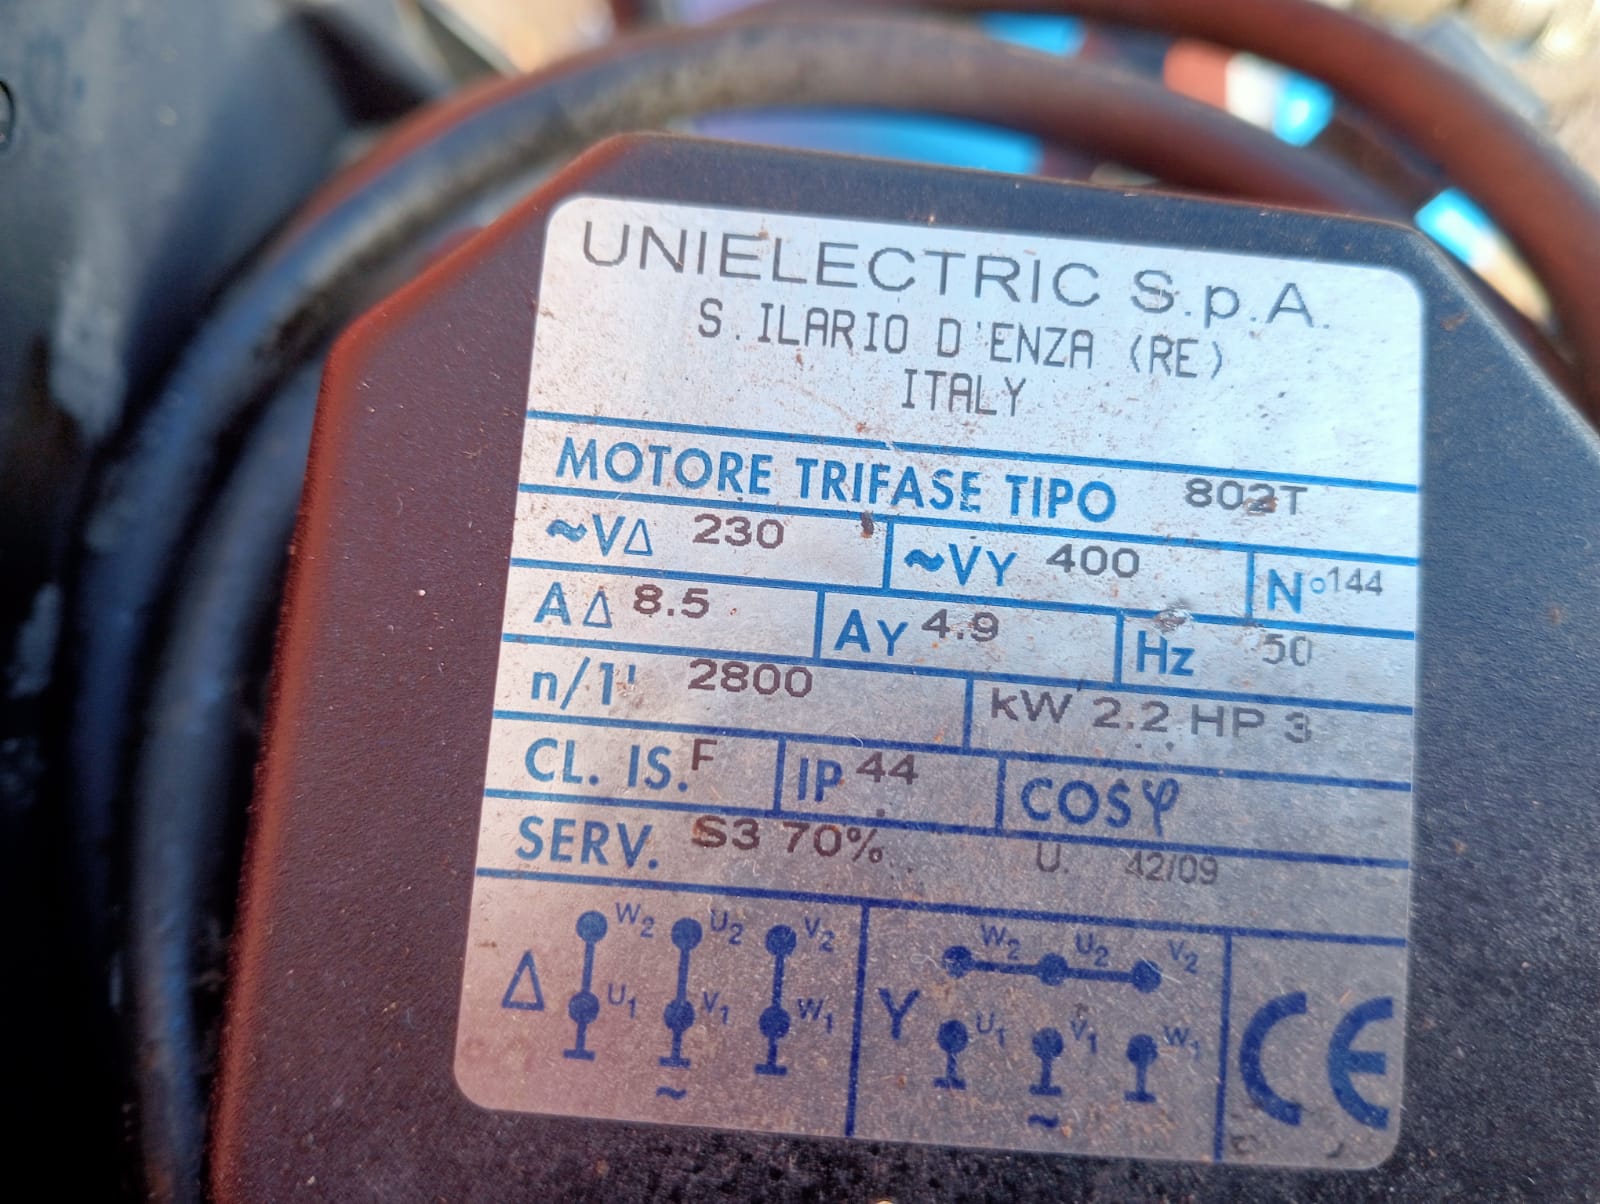 UNIELECTRIC S.p.A.
S. ILARIO D'ENZA (RE)
ITALY
MOTORE TRIFASE TIPO 802T
~V∆ 230 ~VY 400 N° 144
A∆ 8.5 AY 4.9 Hz 50
n/1' 2800 kW 2.2 HP 3
CL. IS. F IP 44 COSφ
SERV. S3 70% U. 42/09
W2 U2 V2 W2 U2 V2
∆ U1 V1 W1 Y U1 V1 W1 CE
~ ~